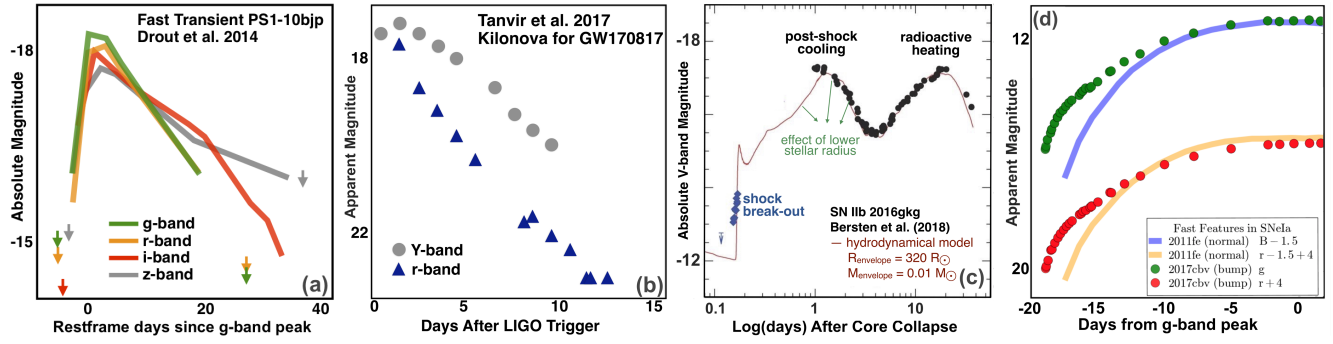 Fast Transient PS1-10bjp
Drout et al. 2014
-18
-15
Absolute Magnitude
g-band
r-band
i-band
z-band
(a)
0
20
40
Restframe days since g-band peak
Tanvir et al. 2017
Kilonova for GW170817
(b)
18
22
Apparent Magnitude
Y-band
r-band
0
5
10
15
Days After LIGO Trigger
-18
-12
Absolute V-band Magnitude
post-shock
cooling
radioactive
heating
effect of lower
stellar radius
shock
break-out
SN IIb 2016gkg
Bersten et al. (2018)
— hydrodynamical model
R_envelope = 320 R☉
M_envelope = 0.01 M☉
(c)
0.1
1
10
Log(days) After Core Collapse
(d)
12
20
Apparent Magnitude
Fast Features in SNeIa
2011fe (normal) B−1.5
2011fe (normal) r−1.5+4
2017cbv (bump) g
2017cbv (bump) r+4
-20
-15
-10
-5
0
Days from g-band peak